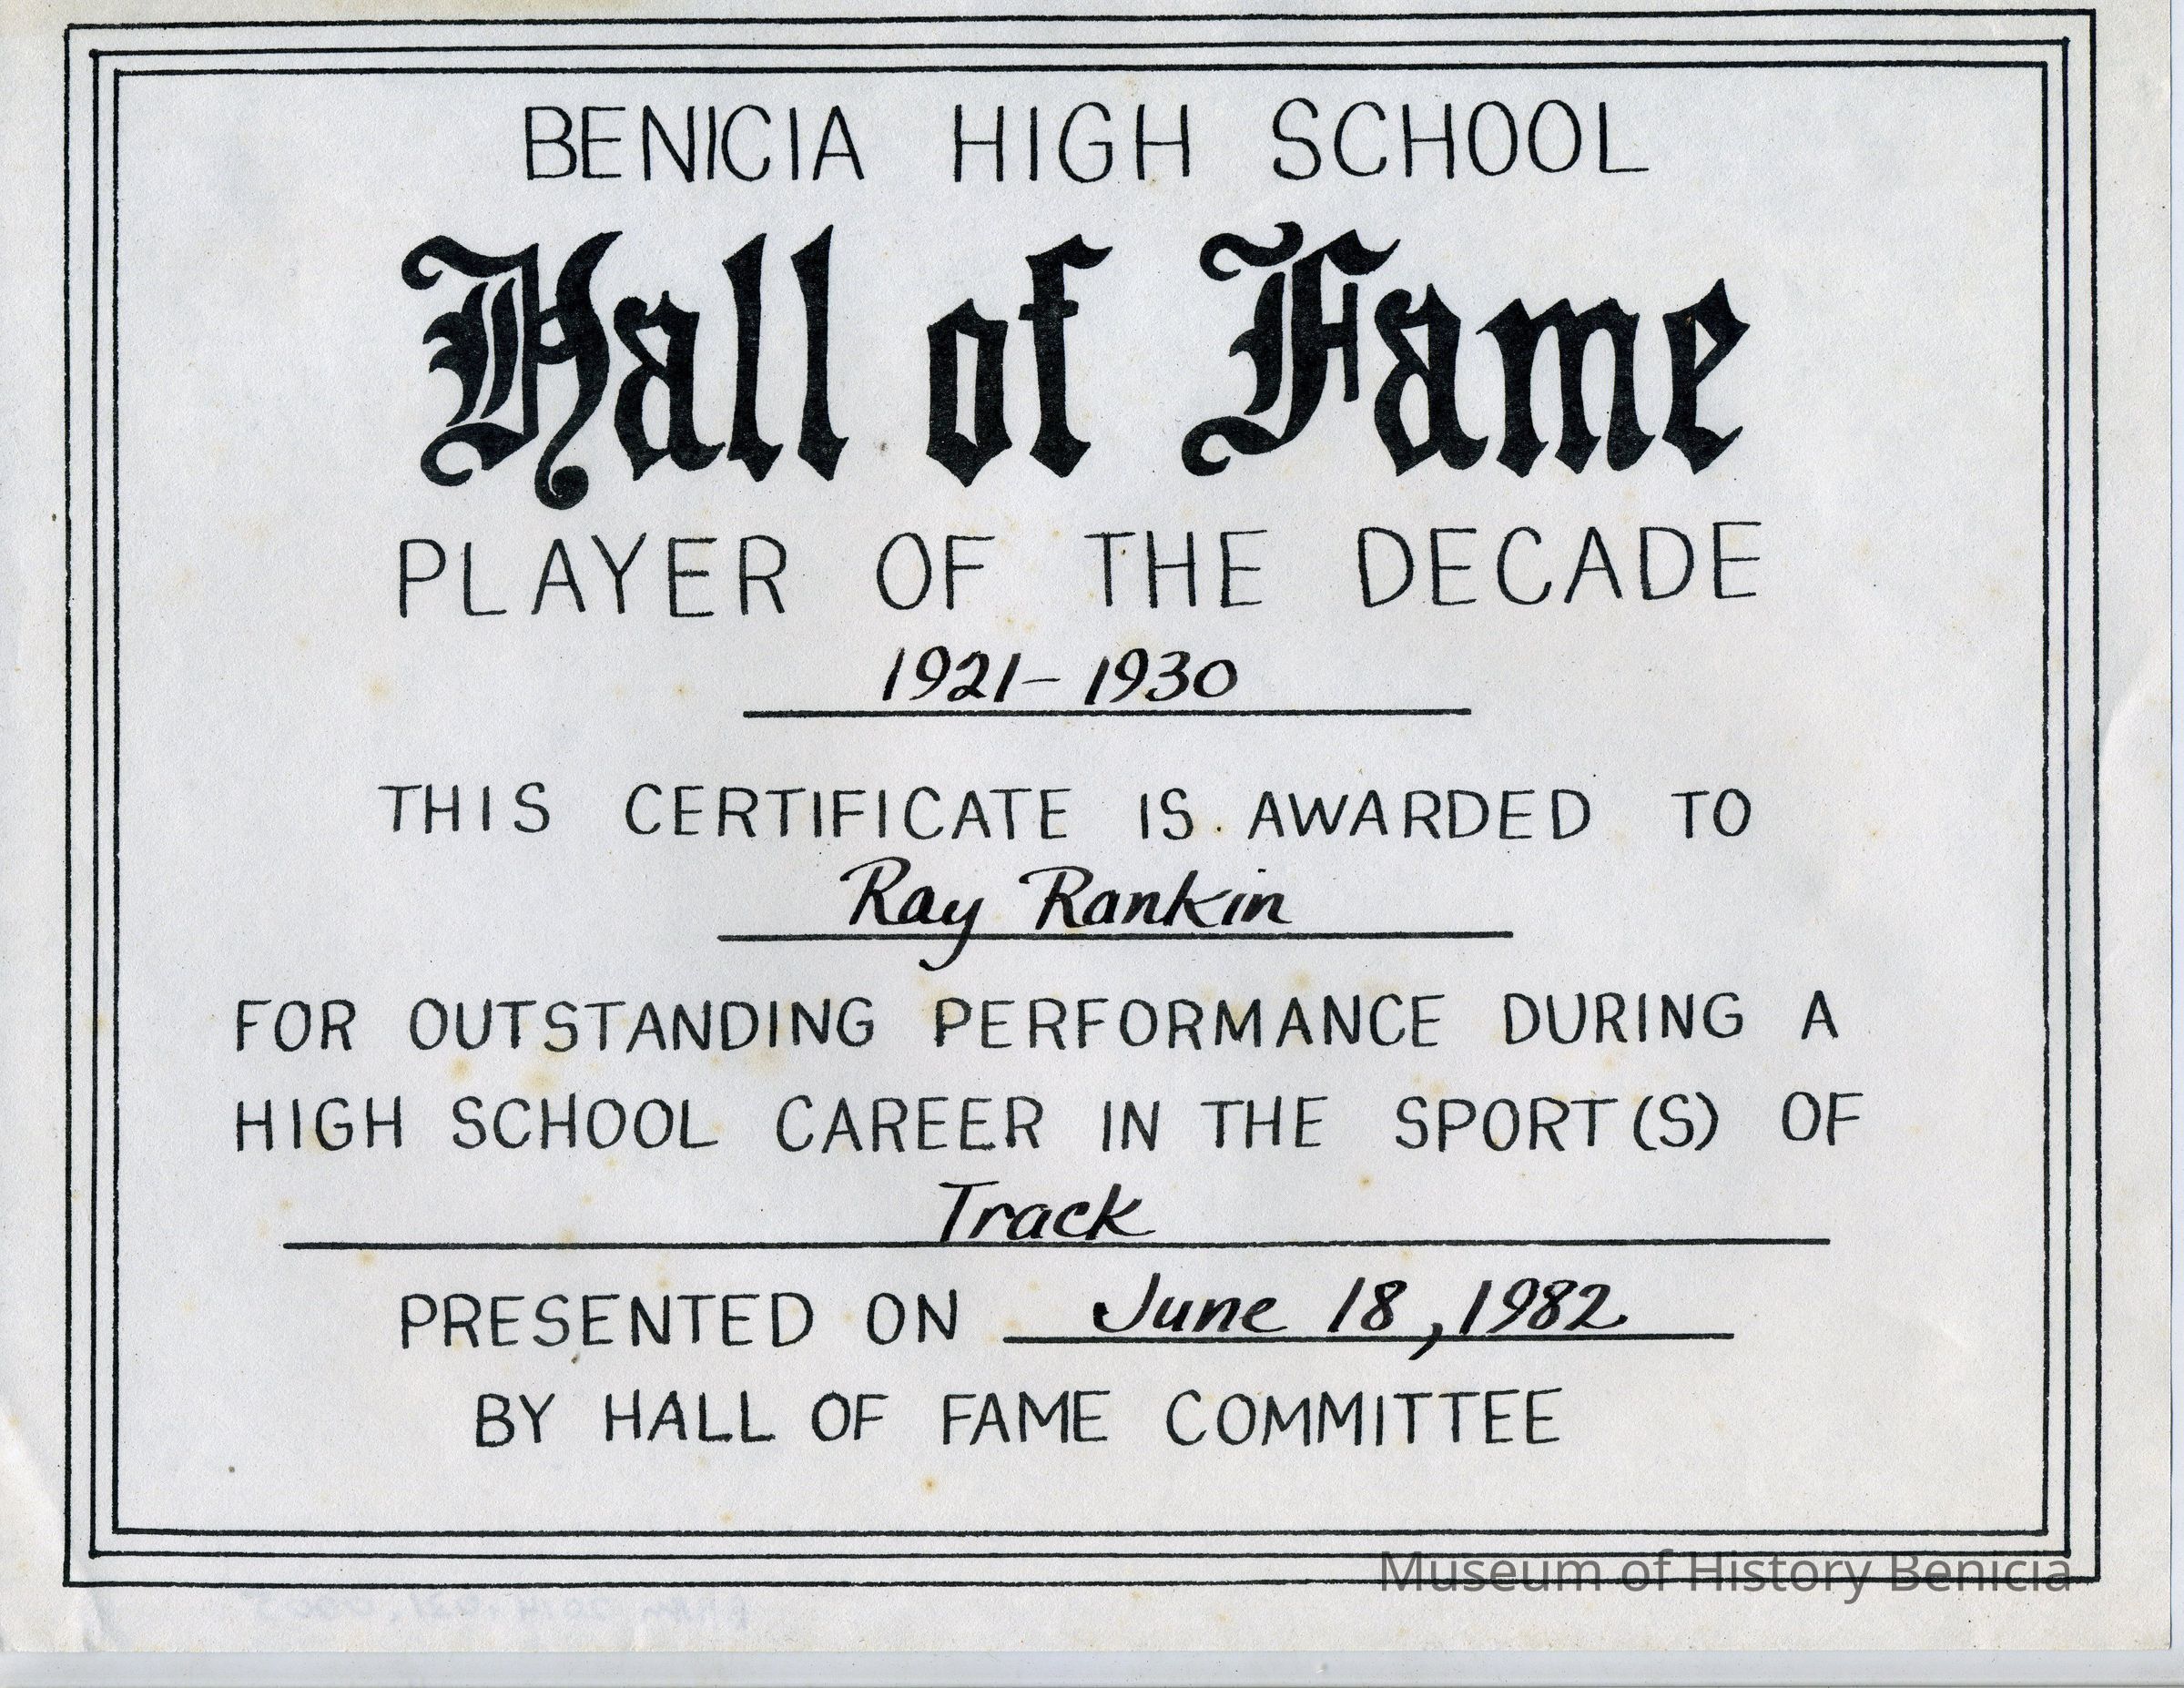 BENICIA HIGH SCHOOL
Hall of Fame
PLAYER OF THE DECADE
1921-1930
THIS CERTIFICATE IS AWARDED TO
Ray Rankin
FOR OUTSTANDING PERFORMANCE DURING A
HIGH SCHOOL CAREER IN THE SPORT(S) OF
Track
PRESENTED ON June 18, 1982
BY HALL OF FAME COMMITTEE
Museum of History Benicia